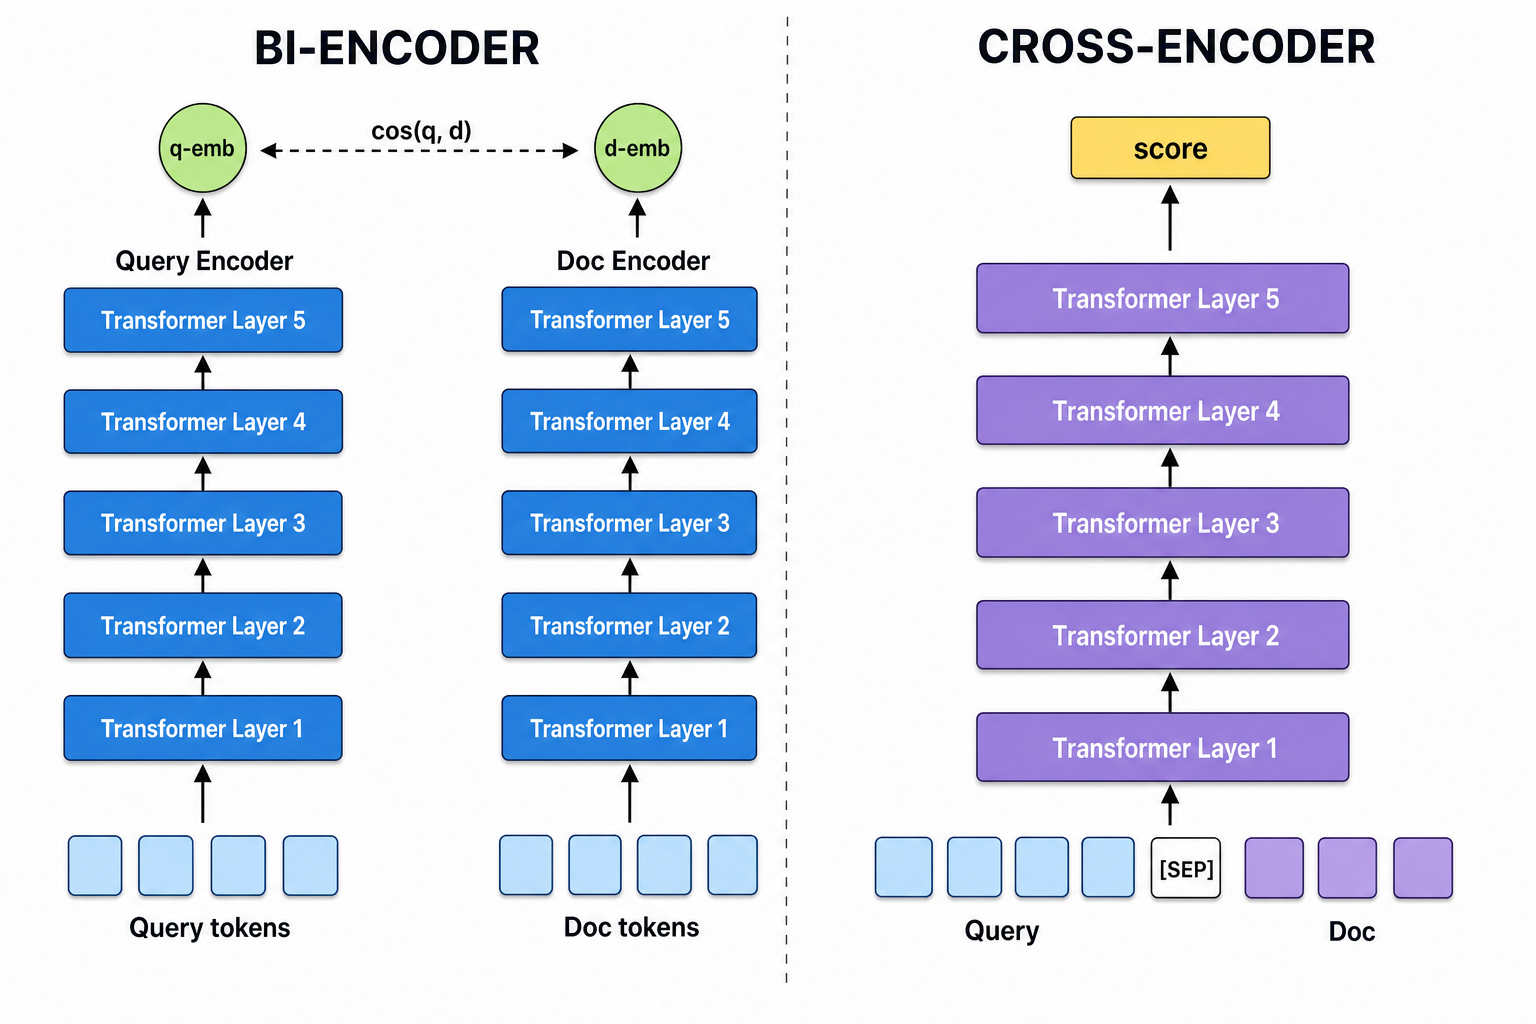 BI-ENCODER
q-emb
cos(q, d)
d-emb
Query Encoder
Doc Encoder
Transformer Layer 5
Transformer Layer 5
Transformer Layer 4
Transformer Layer 4
Transformer Layer 3
Transformer Layer 3
Transformer Layer 2
Transformer Layer 2
Transformer Layer 1
Transformer Layer 1
Query tokens
Doc tokens
CROSS-ENCODER
score
Transformer Layer 5
Transformer Layer 4
Transformer Layer 3
Transformer Layer 2
Transformer Layer 1
[SEP]
Query
Doc